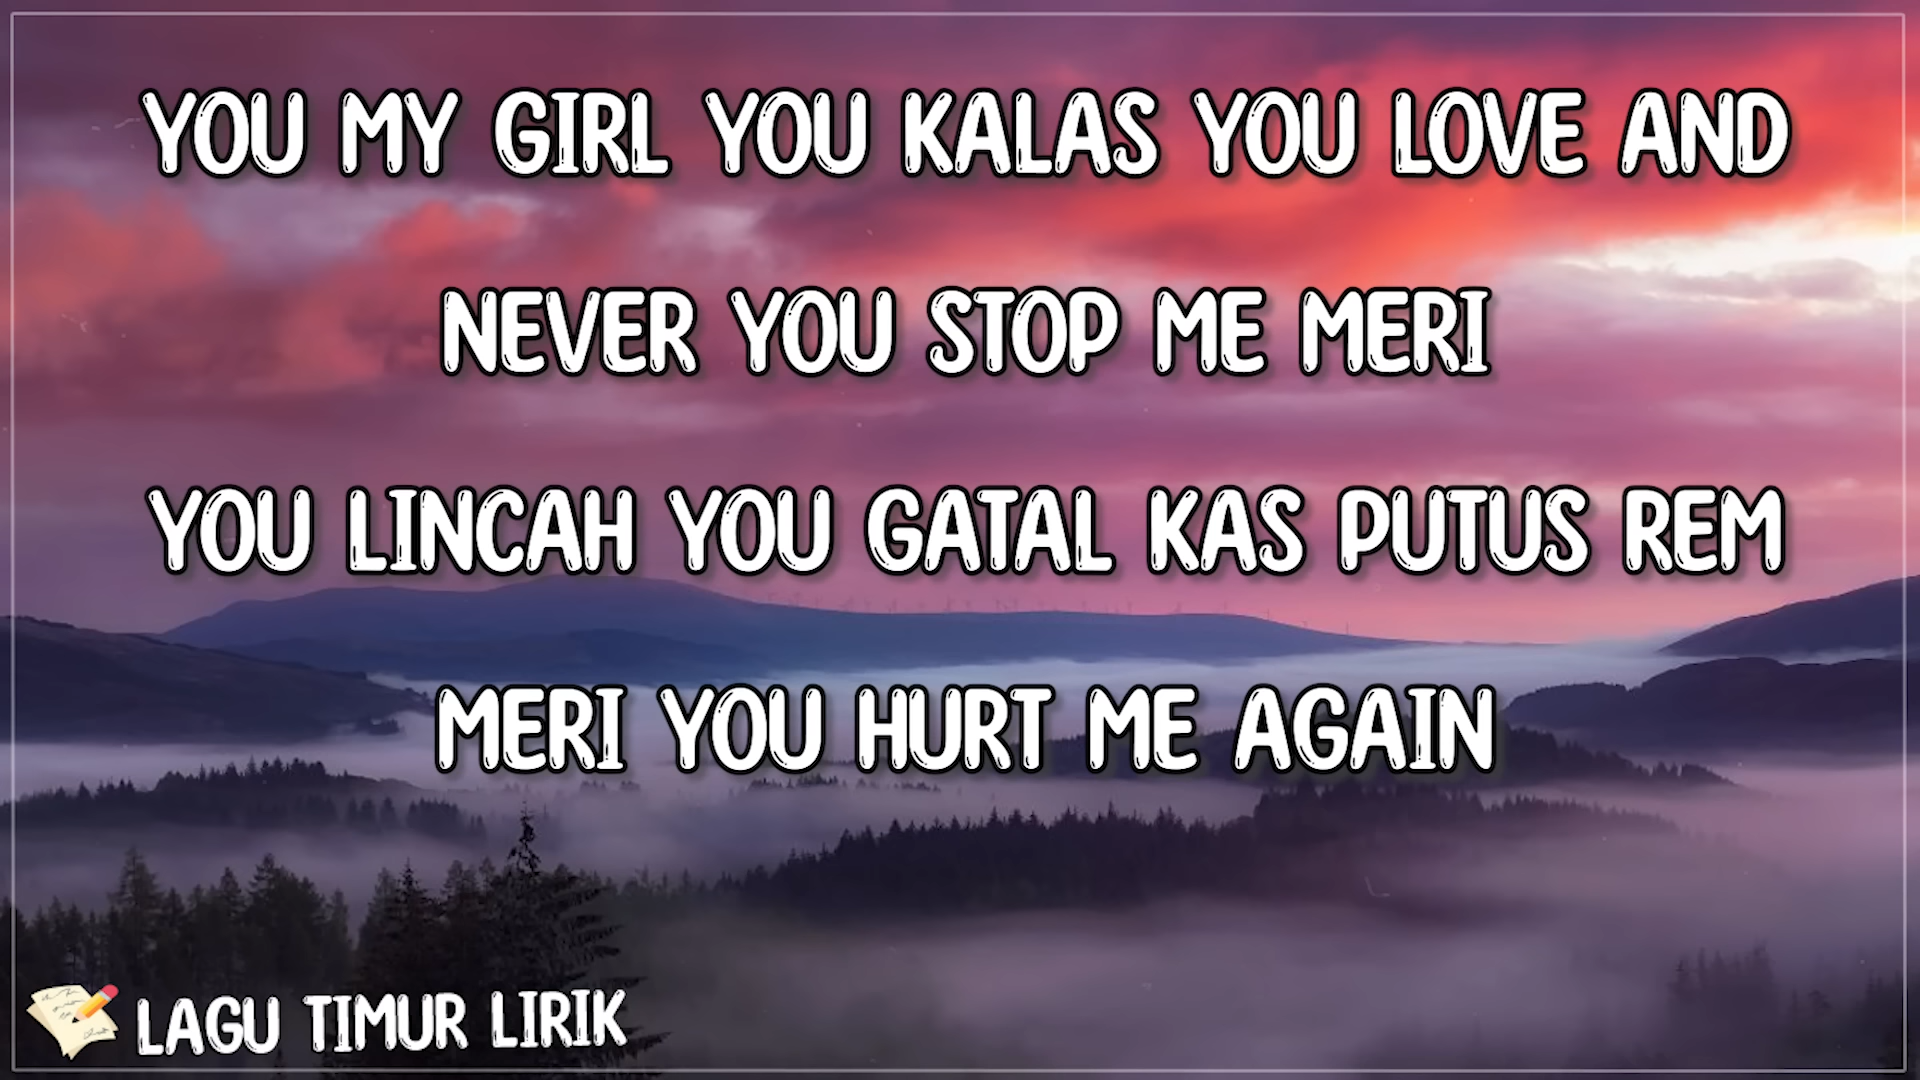 YOU MY GIRL YOU KALAS YOU LOVE AND
NEVER YOU STOP ME MERI
YOU LINCAH YOU GATAL KAS PUTUS REM
MERI YOU HURT ME AGAIN
LAGU TIMUR LIRIK